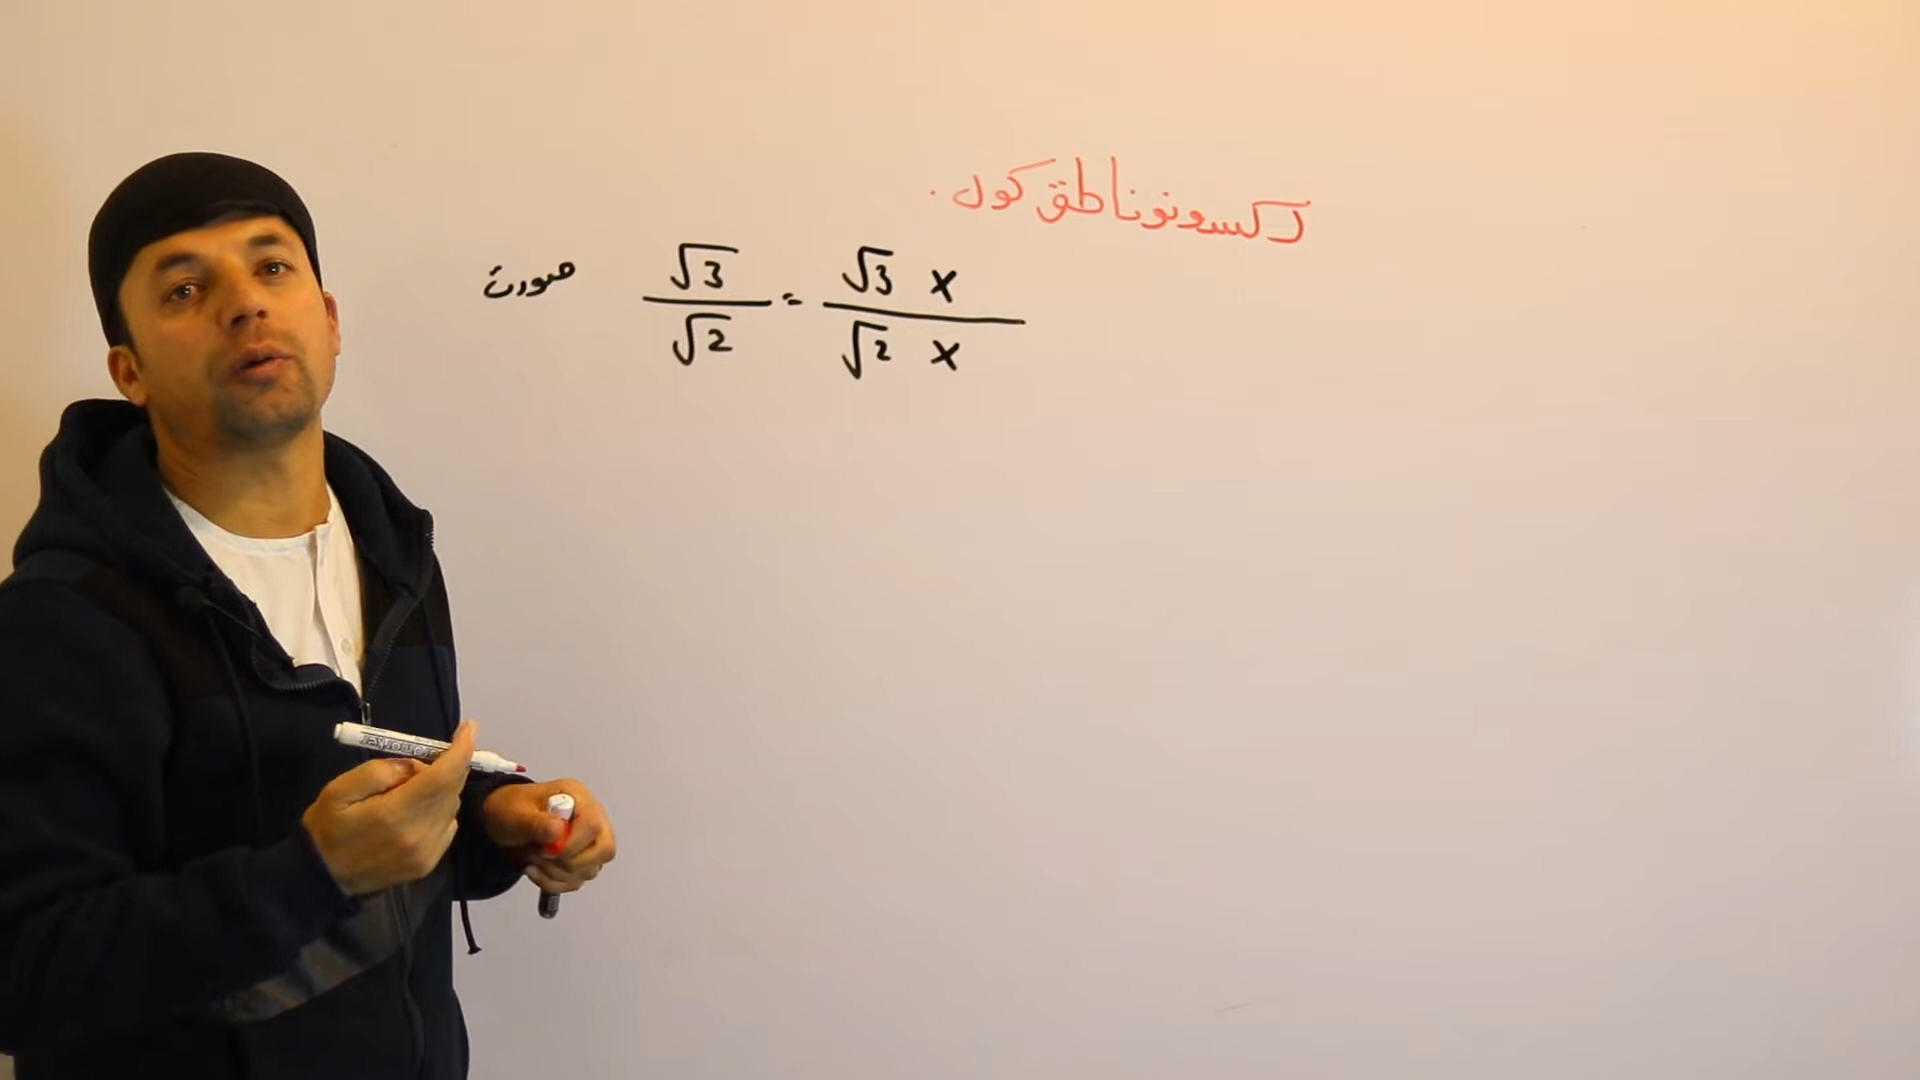 د کسرونو ناطق کول.
صورت √3/√2 = √3 ×/√2 ×